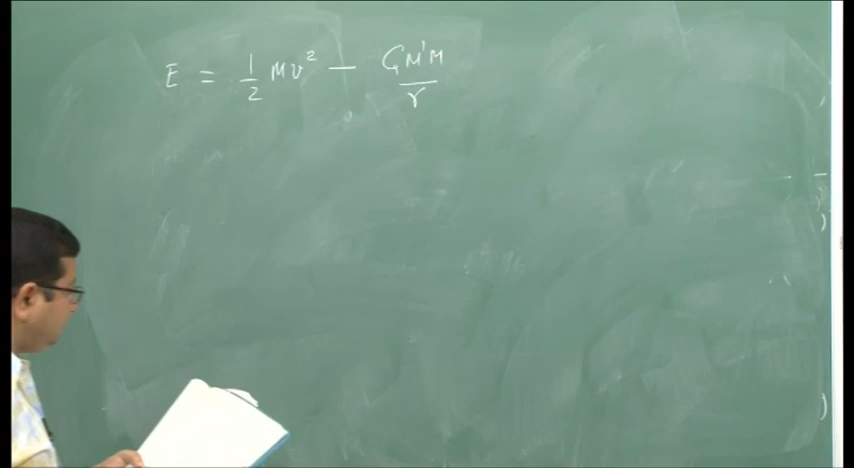 E = 1/2 Mv² − GM'M/r